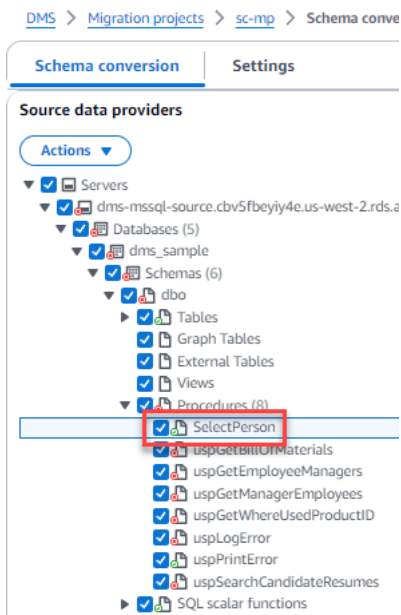 DMS > Migration projects > sc-mp > Schema conve
Schema conversion Settings
Source data providers
Actions
Servers
dms-mssql-source.cbv5fbeyiy4e.us-west-2.rds.a
Databases (5)
dms_sample
Schemas (6)
dbo
Tables
Graph Tables
External Tables
Views
Procedures (8)
SelectPerson
uspGetBillOfMaterials
uspGetEmployeeManagers
uspGetManagerEmployees
uspGetWhereUsedProductID
uspLogError
uspPrintError
uspSearchCandidateResumes
SQL scalar functions